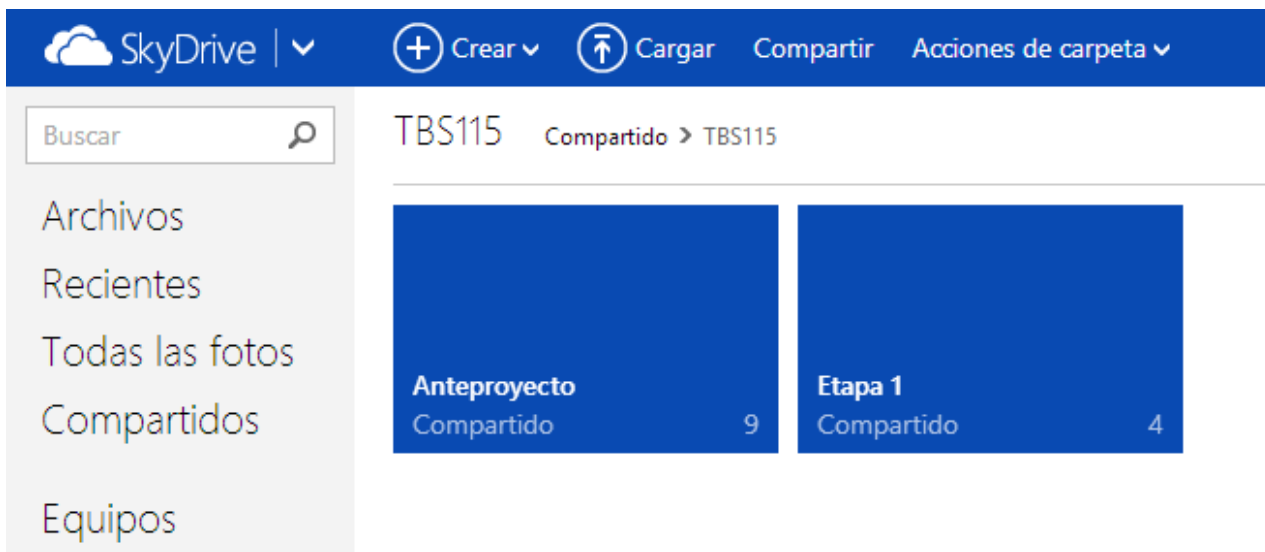 SkyDrive Crear Cargar Compartir Acciones de carpeta
Buscar
TBS115 Compartido > TBS115
Archivos
Recientes
Todas las fotos
Compartidos
Equipos
Anteproyecto
Compartido 9
Etapa 1
Compartido 4